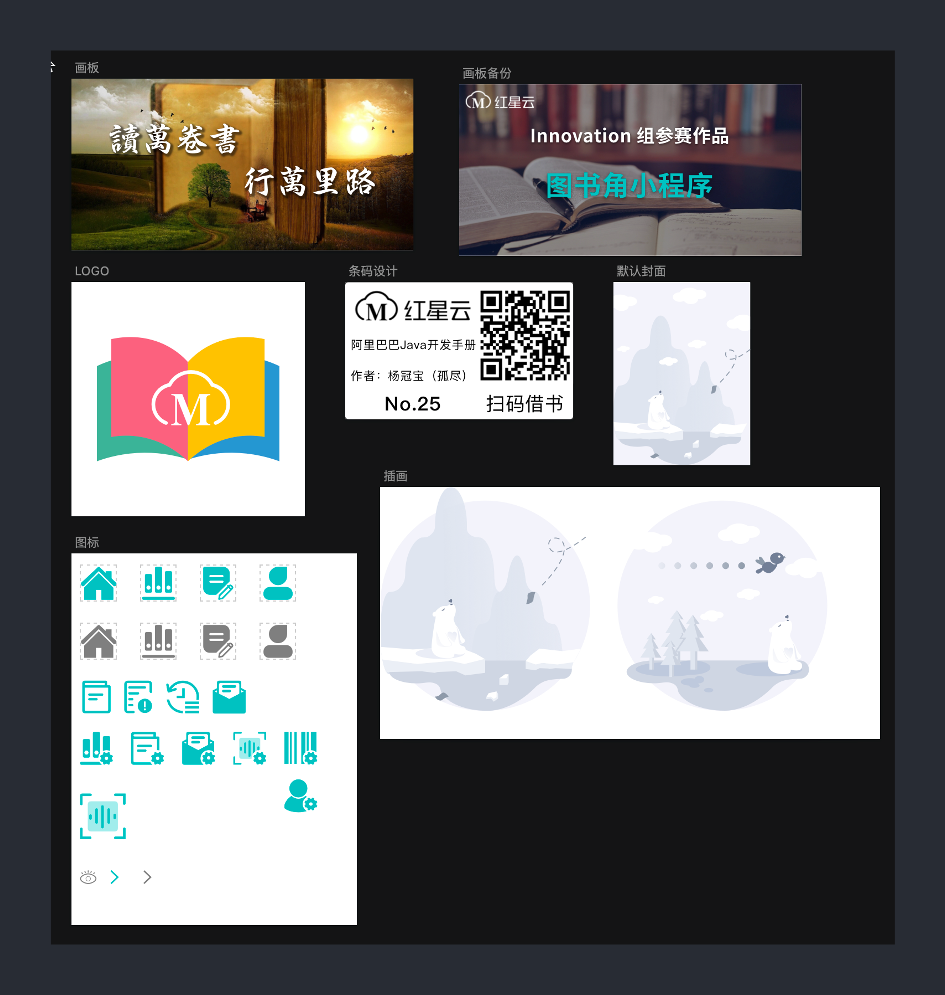 画板
讀萬卷書
行萬里路
画板备份
M 红星云
Innovation 组参赛作品
图书角小程序
LOGO
M
条码设计
M 红星云
阿里巴巴Java开发手册
作者：杨冠宝（孤尽）
No.25
扫码借书
默认封面
插画
图标